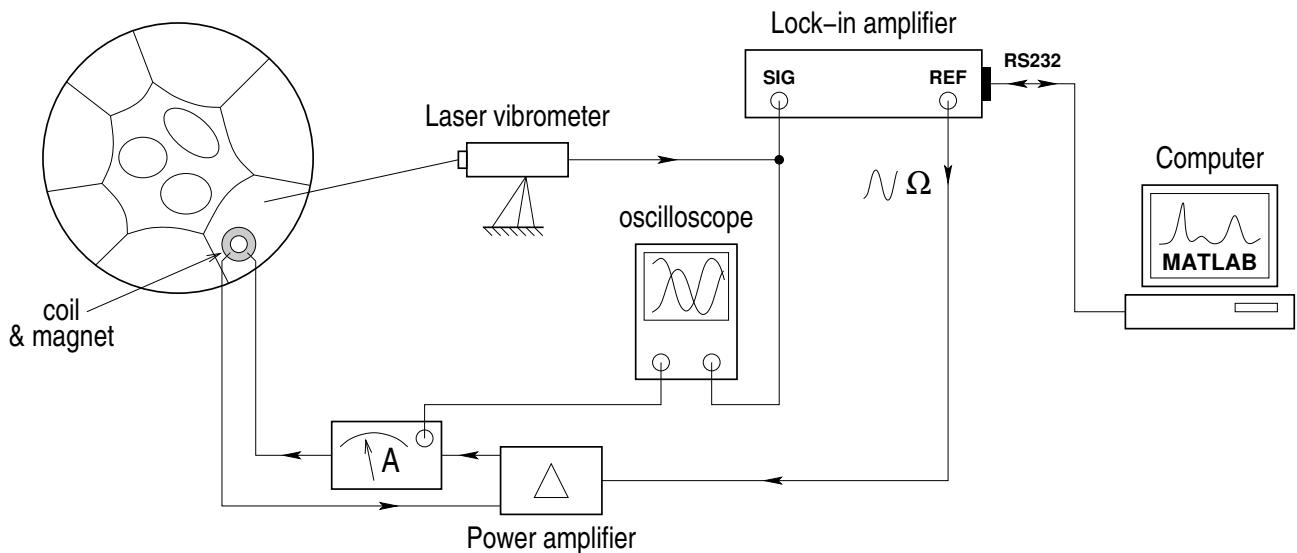 Lock−in amplifier
SIG
REF
RS232
Laser vibrometer
Computer
Ω
oscilloscope
MATLAB
coil
& magnet
A
Power amplifier